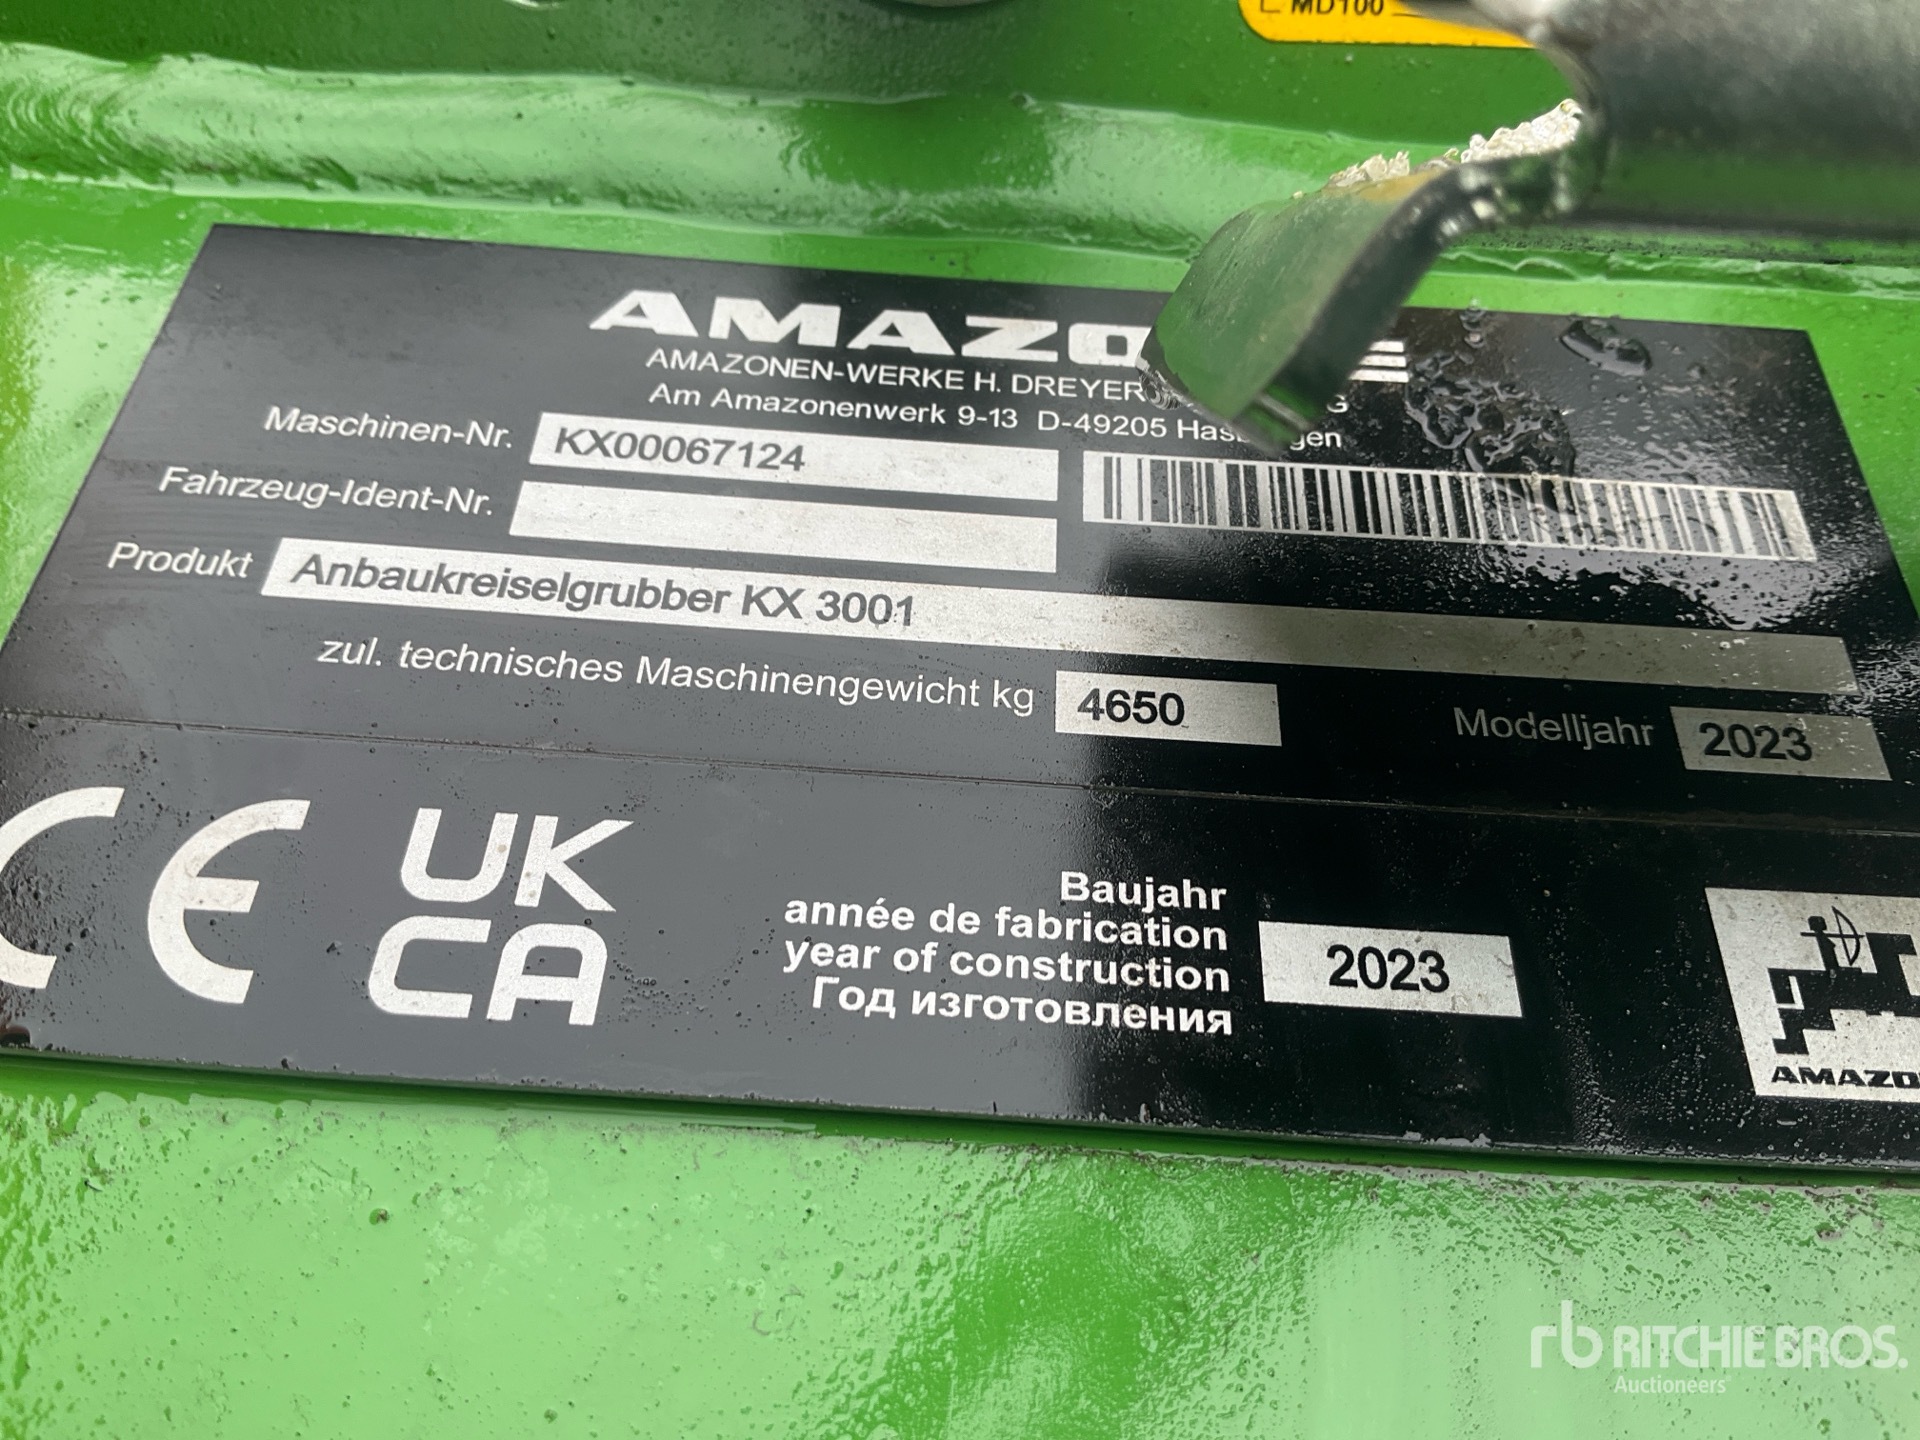 MD100
AMAZO E
AMAZONEN-WERKE H. DREYER
Am Amazonenwerk 9-13 D-49205
Maschinen-Nr. KX00067124
Fahrzeug-Ident-Nr.
Produkt Anbaukreiselgrubber KX 3001
zul. technisches Maschinengewicht kg 4650
Modelljahr 2023
CE
UK
CA
Baujahr
année de fabrication
year of construction
Год изготовления
2023
AMAZO
rb RITCHIE BROS.
Auctioneers